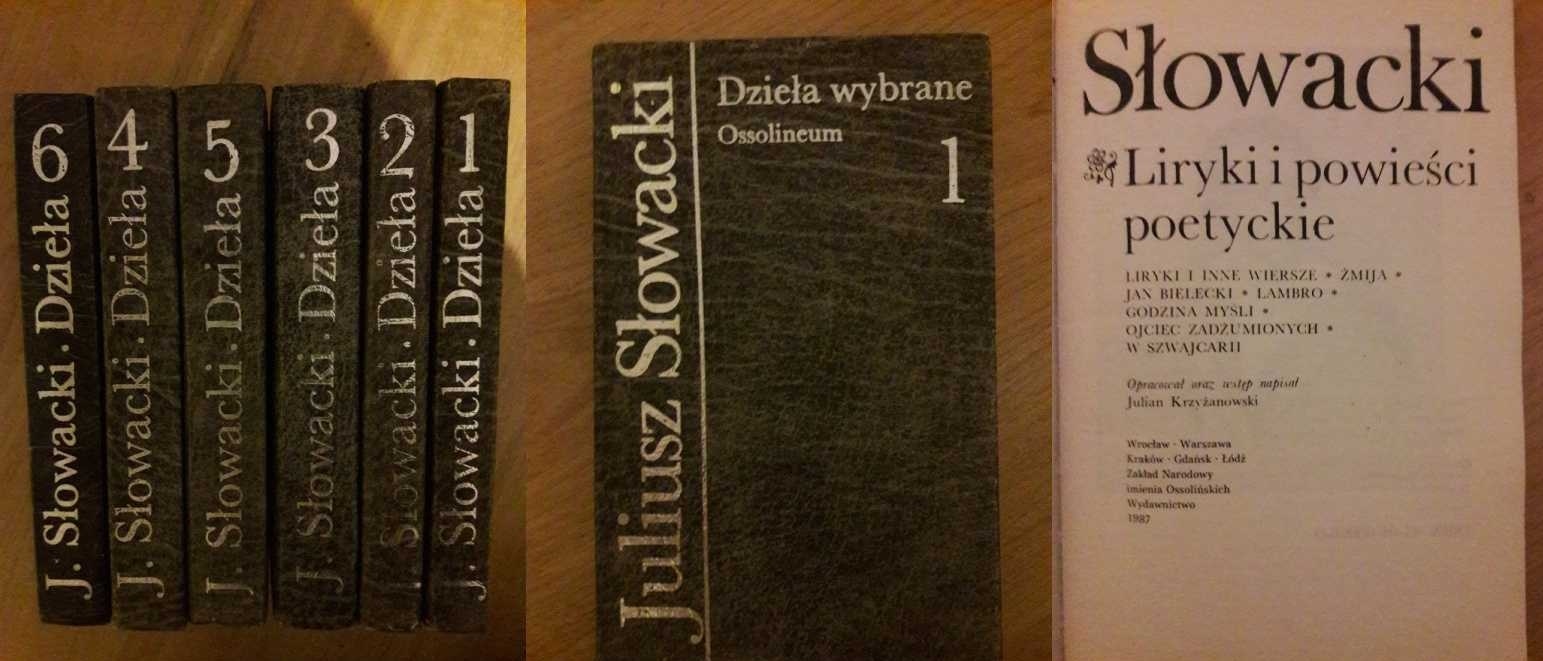 J. Słowacki . Dzieła 6
J. Słowacki . Dzieła 4
J. Słowacki . Dzieła 5
J. Słowacki . Dzieła 3
J. Słowacki . Dzieła 2
J. Słowacki . Dzieła 1
Juliusz Słowacki
Dzieła wybrane
Ossolineum
1
Słowacki
Liryki i powieści
poetyckie
LIRYKI I INNE WIERSZE * ŻMIJA *
JAN BIELECKI * LAMBRO *
GODZINA MYŚLI *
OJCIEC ZADŻUMIONYCH *
W SZWAJCARII
Opracował oraz wstęp napisał
Julian Krzyżanowski
Wrocław · Warszawa
Kraków · Gdańsk · Łódź
Zakład Narodowy
imienia Ossolińskich
Wydawnictwo
1987